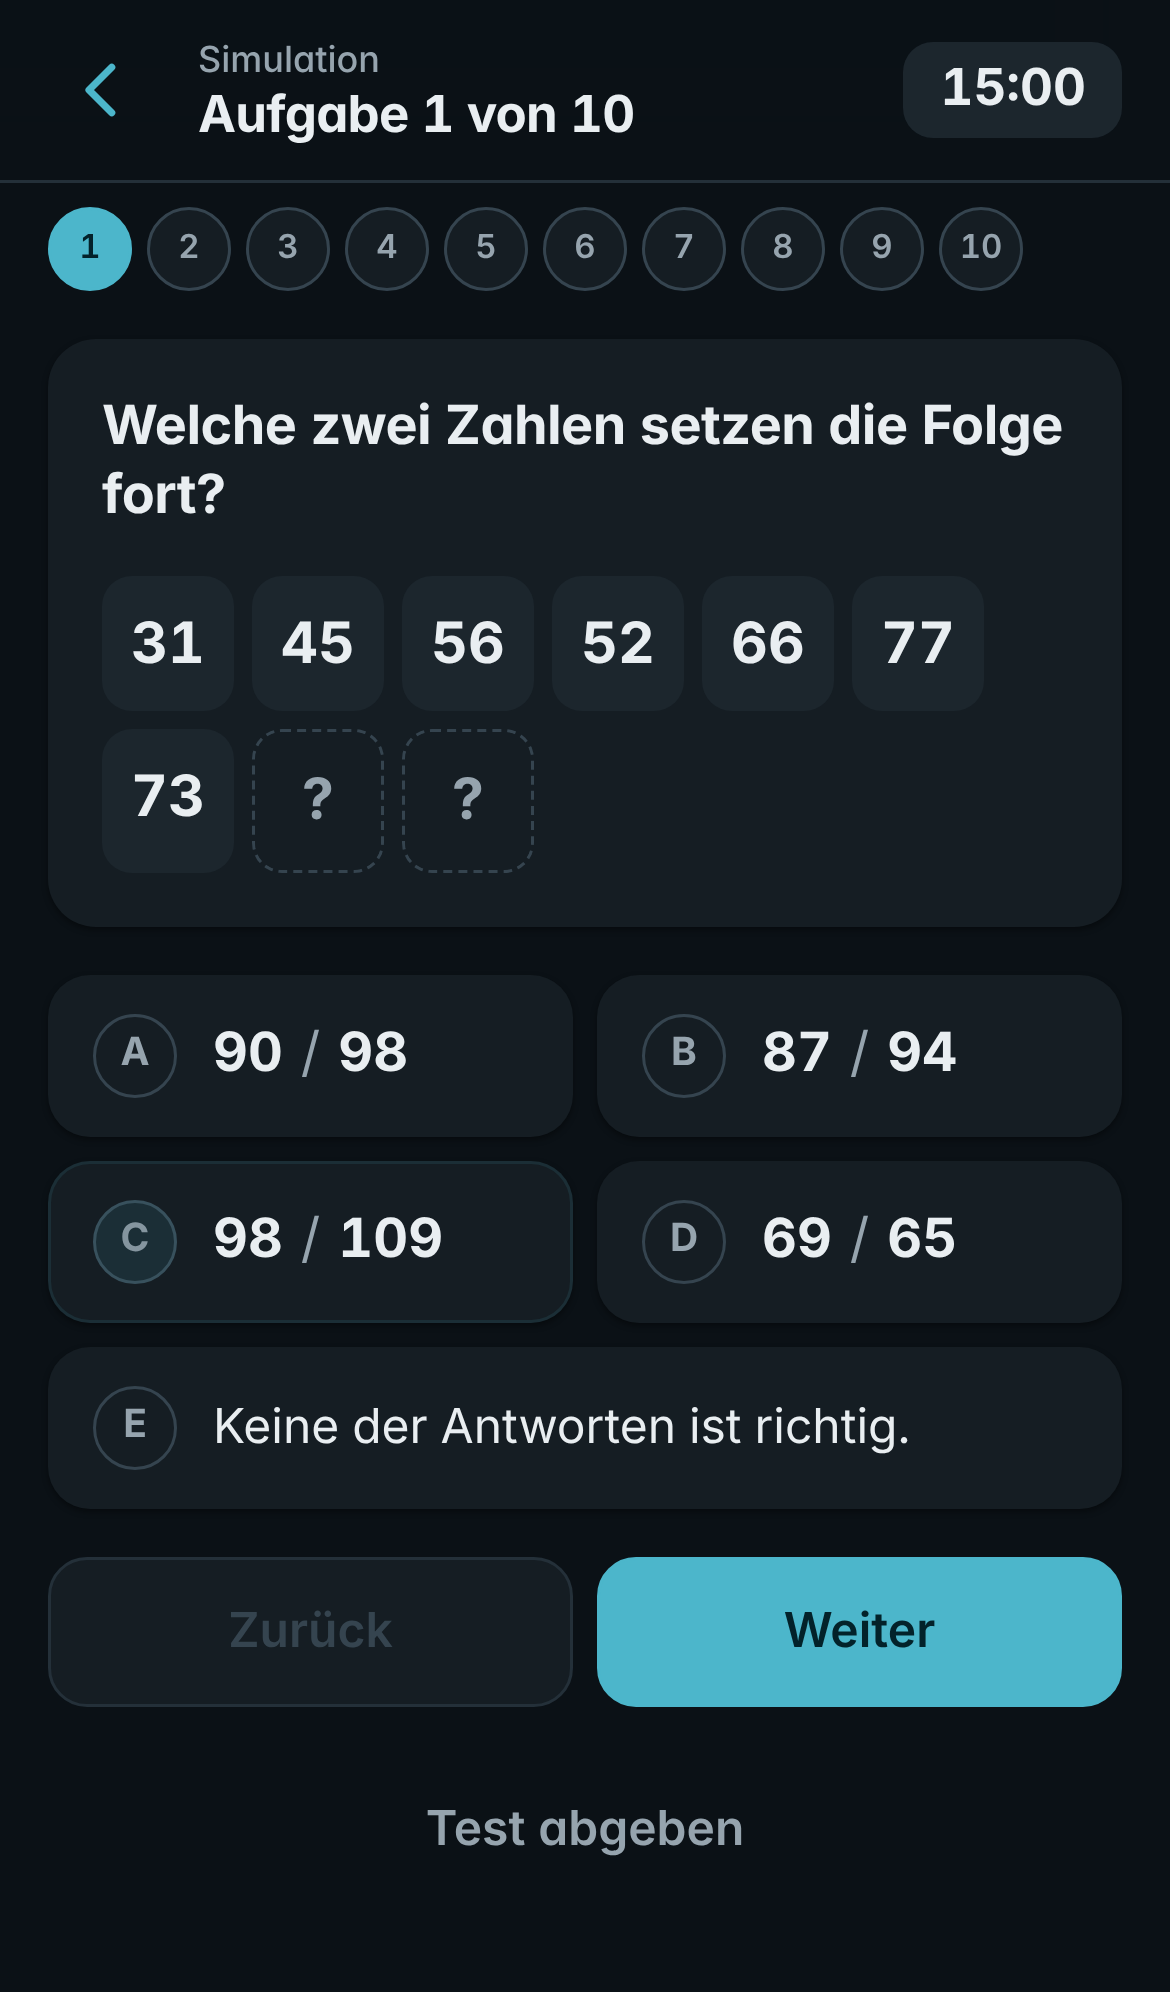 Simulation
Aufgabe 1 von 10
15:00
1 2 3 4 5 6 7 8 9 10
Welche zwei Zahlen setzen die Folge
fort?
31 45 56 52 66 77
73 ? ?
A 90 / 98
B 87 / 94
C 98 / 109
D 69 / 65
E Keine der Antworten ist richtig.
Zurück
Weiter
Test abgeben